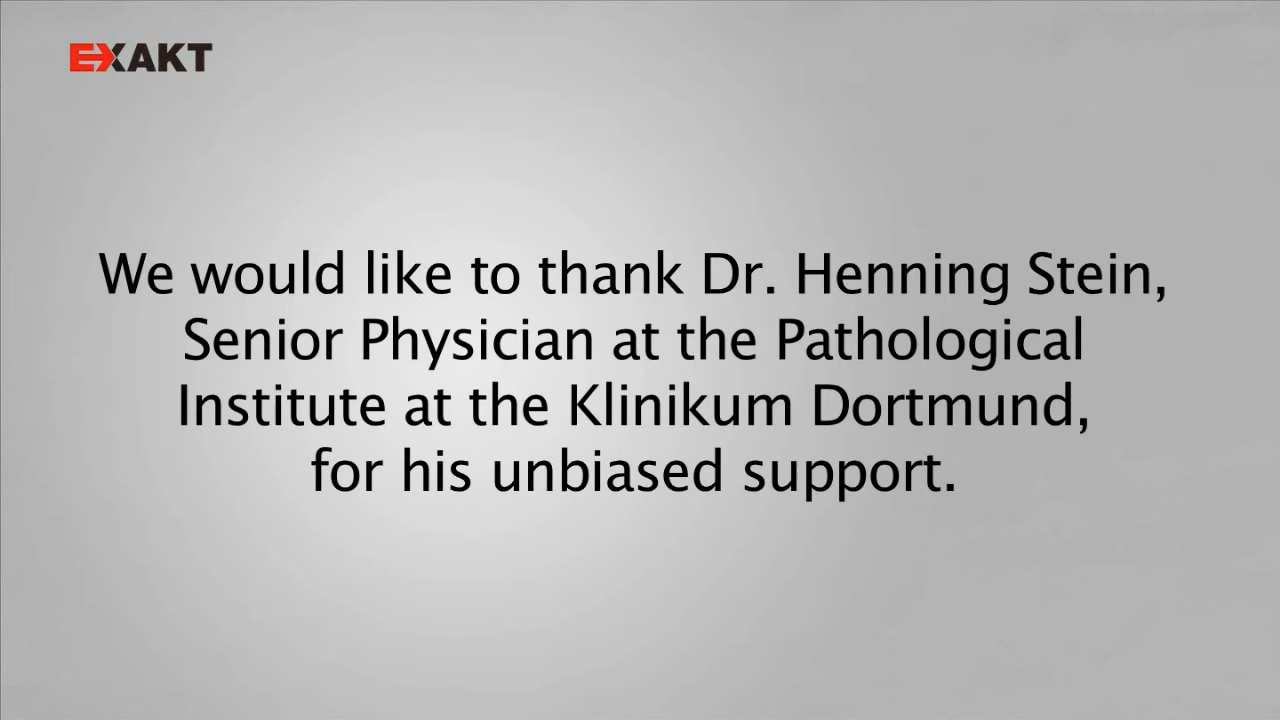 EXAKT
We would like to thank Dr. Henning Stein,
Senior Physician at the Pathological
Institute at the Klinikum Dortmund,
for his unbiased support.